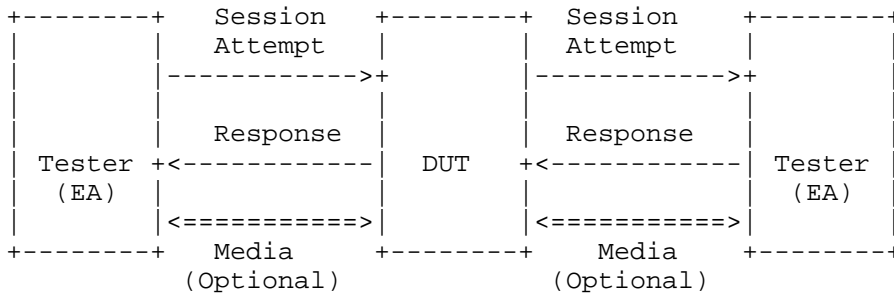 +--------+   Session      +--------+   Session      +--------+
|        |   Attempt      |        |   Attempt      |        |
|        |------------>+  |        |------------>+  |        |
|        |                |        |                |        |
|        |   Response     |        |   Response     |        |
| Tester +<------------|  |  DUT   +<------------|  | Tester |
|  (EA)  |                |        |                |  (EA)  |
|        |<===========>|  |        |<===========>|  |        |
+--------+   Media        +--------+   Media        +--------+
(Optional)   (Optional)